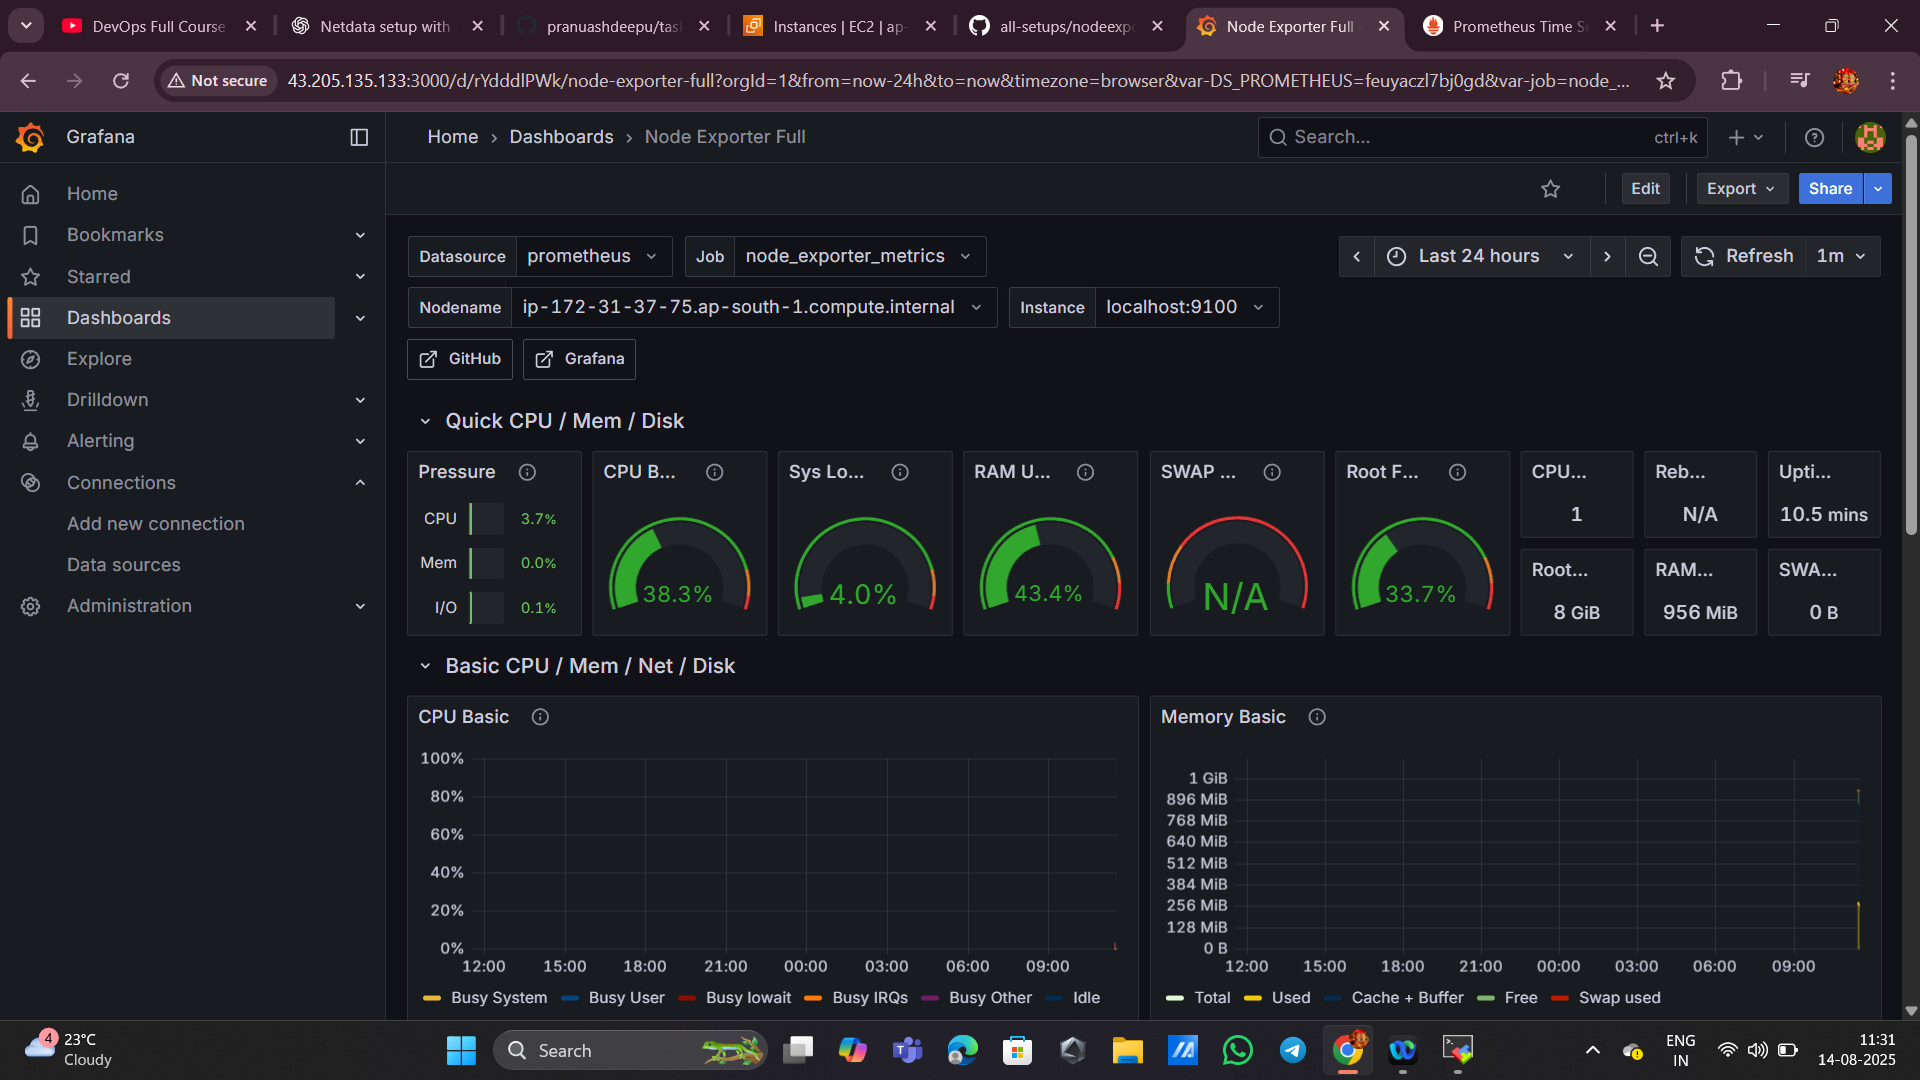 DevOps Full Course
Netdata setup with
pranuashdeepu/tas
Instances | EC2 | ap-
all-setups/nodeexpo
Node Exporter Full -
Prometheus Time Se
Not secure
43.205.135.133:3000/d/rYdddlPWk/node-exporter-full?orgId=1&from=now-24h&to=now&timezone=browser&var-DS_PROMETHEUS=feuyaczl7bj0gd&var-job=node_...
Grafana
Home › Dashboards › Node Exporter Full
Search...
ctrl+k
Edit
Export
Share
Home
Bookmarks
Starred
Dashboards
Explore
Drilldown
Alerting
Connections
Add new connection
Data sources
Administration
Datasource prometheus
Job node_exporter_metrics
Last 24 hours
Refresh 1m
Nodename ip-172-31-37-75.ap-south-1.compute.internal
Instance localhost:9100
GitHub
Grafana
Quick CPU / Mem / Disk
Pressure
CPU 3.7%
Mem 0.0%
I/O 0.1%
CPU B...
38.3%
Sys Lo...
4.0%
RAM U...
43.4%
SWAP ...
N/A
Root F...
33.7%
CPU...
1
Reb...
N/A
Upti...
10.5 mins
Root...
8 GiB
RAM...
956 MiB
SWA...
0 B
Basic CPU / Mem / Net / Disk
CPU Basic
100%
80%
60%
40%
20%
0%
12:00 15:00 18:00 21:00 00:00 03:00 06:00 09:00
Busy System Busy User Busy Iowait Busy IRQs Busy Other Idle
Memory Basic
1 GiB
896 MiB
768 MiB
640 MiB
512 MiB
384 MiB
256 MiB
128 MiB
0 B
12:00 15:00 18:00 21:00 00:00 03:00 06:00 09:00
Total Used Cache + Buffer Free Swap used
4
23°C
Cloudy
Search
ENG
IN
11:31
14-08-2025